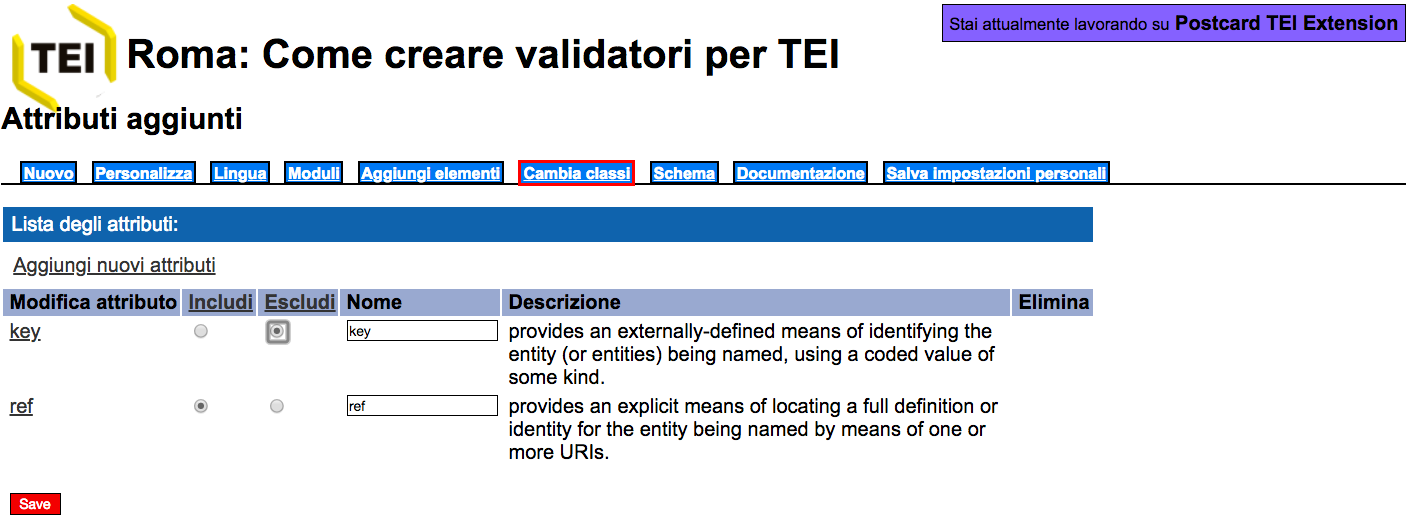 Stai attualmente lavorando su Postcard TEI Extension
TEI Roma: Come creare validatori per TEI
Attributi aggiunti
Nuovo Personalizza Lingua Moduli Aggiungi elementi Cambia classi Schema Documentazione Salva impostazioni personali
Lista degli attributi:
Aggiungi nuovi attributi
Modifica attributo Includi Escludi Nome Descrizione Elimina
key key provides an externally-defined means of identifying the
entity (or entities) being named, using a coded value of
some kind.
ref ref provides an explicit means of locating a full definition or
identity for the entity being named by means of one or
more URIs.
Save